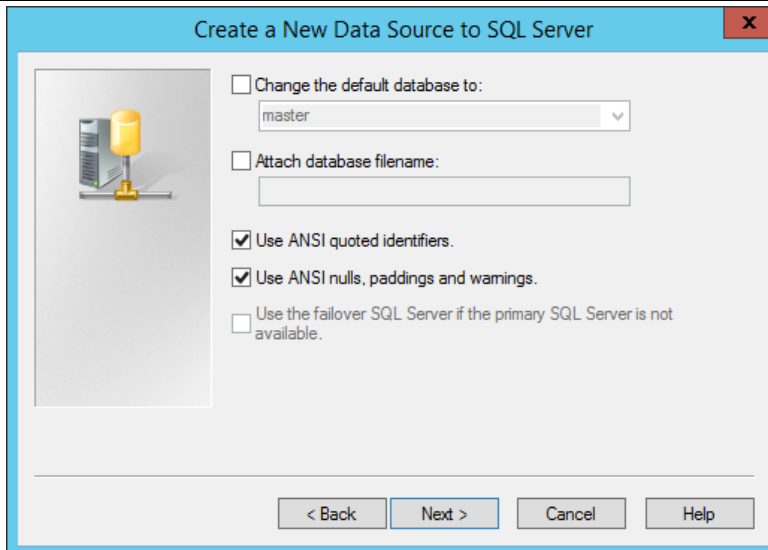 Create a New Data Source to SQL Server
x
Change the default database to:
master
Attach database filename:
Use ANSI quoted identifiers.
Use ANSI nulls, paddings and warnings.
Use the failover SQL Server if the primary SQL Server is not
available.
< Back Next > Cancel Help